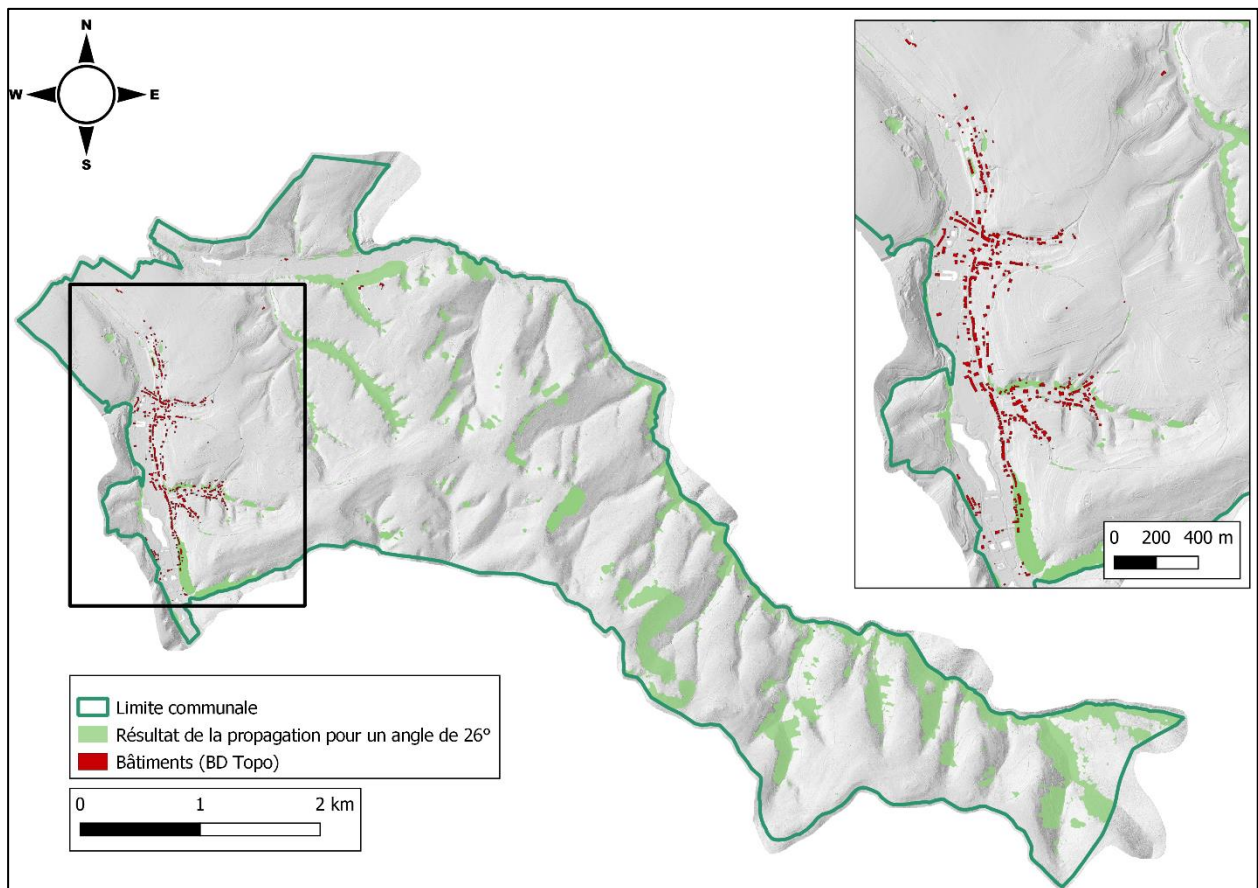 N
W E
S
Limite communale
Résultat de la propagation pour un angle de 26°
Bâtiments (BD Topo)
0 1 2 km
0 200 400 m